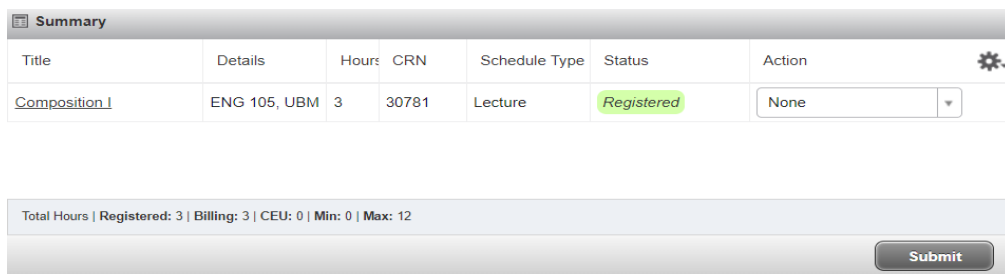 Summary
Title Details Hours CRN Schedule Type Status Action
Composition I ENG 105, UBM 3 30781 Lecture Registered None
Total Hours | Registered: 3 | Billing: 3 | CEU: 0 | Min: 0 | Max: 12
Submit